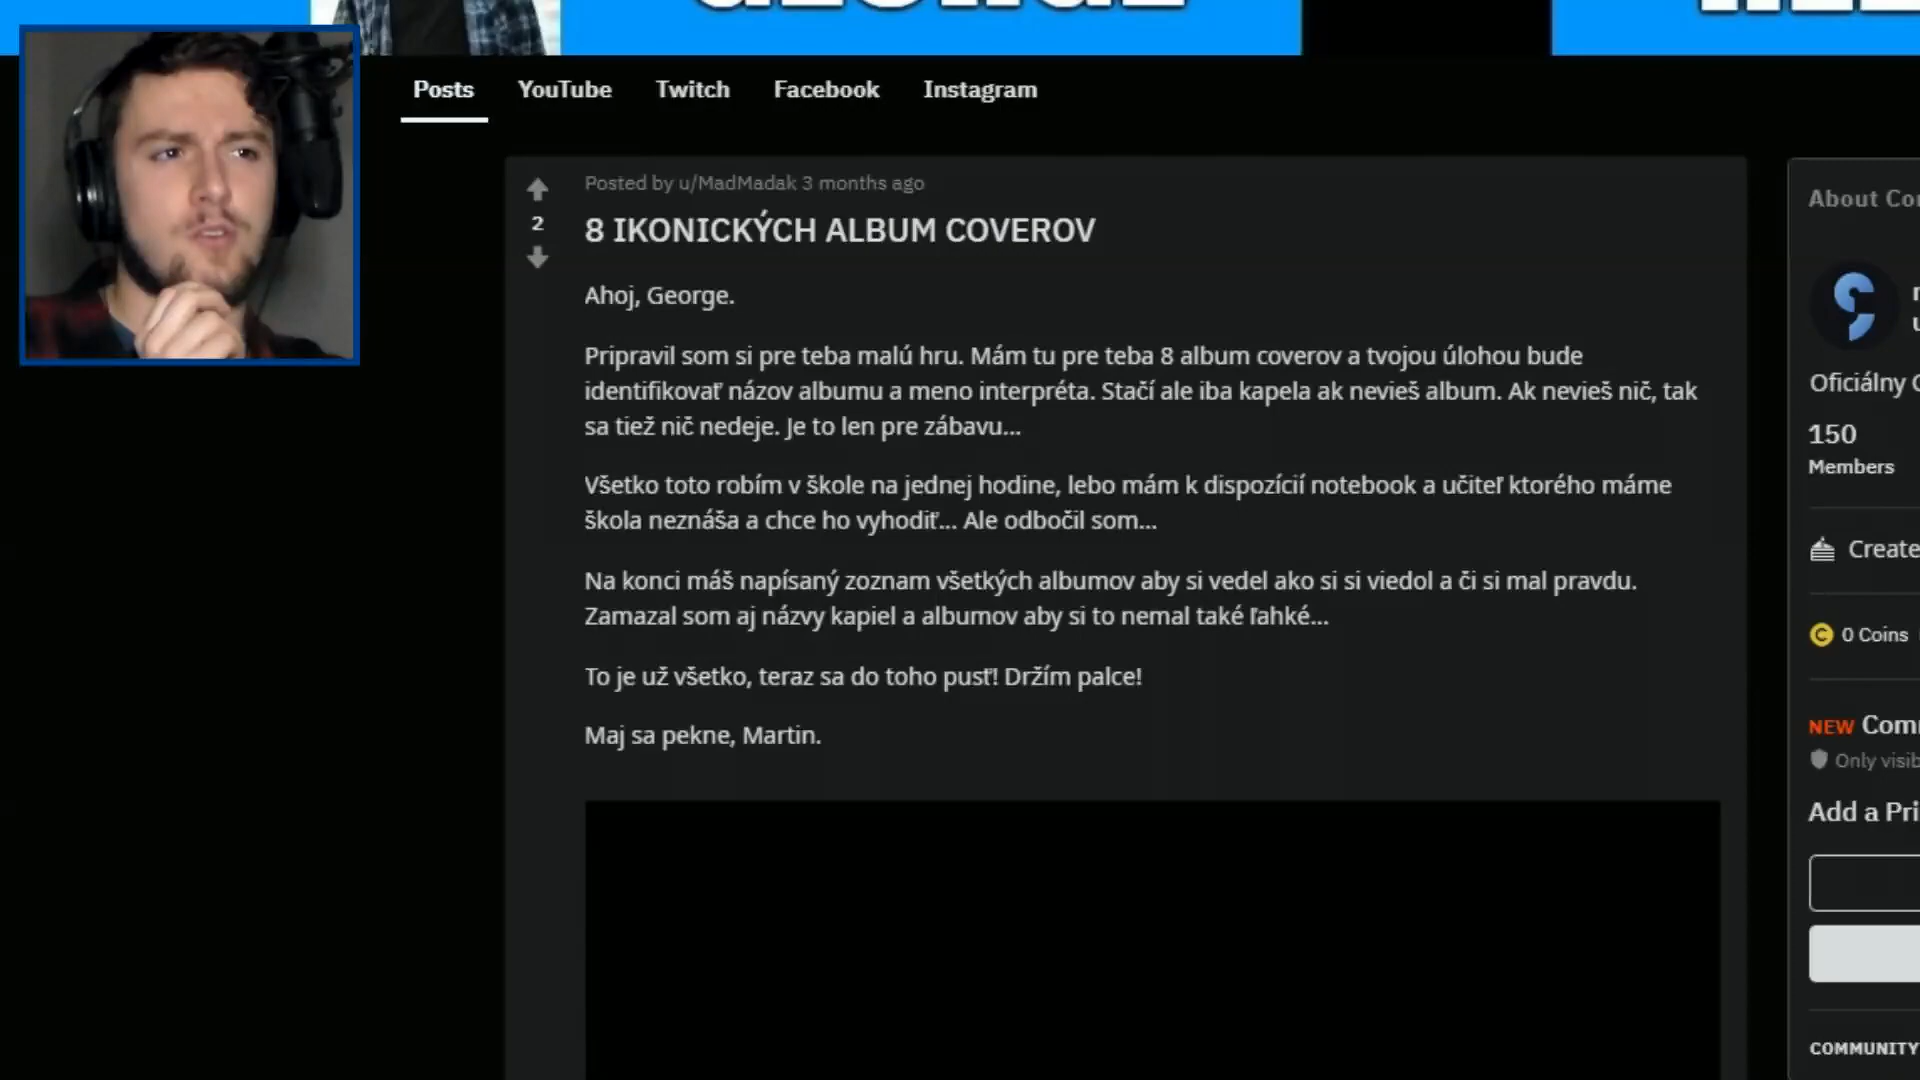 Posts YouTube Twitch Facebook Instagram
Posted by u/MadMadak 3 months ago
2
8 IKONICKÝCH ALBUM COVEROV
Ahoj, George.
Pripravil som si pre teba malú hru. Mám tu pre teba 8 album coverov a tvojou úlohou bude
identifikovať názov albumu a meno interpréta. Stačí ale iba kapela ak nevieš album. Ak nevieš nič, tak
sa tiež nič nedeje. Je to len pre zábavu...
Všetko toto robím v škole na jednej hodine, lebo mám k dispozícií notebook a učiteľ ktorého máme
škola neznáša a chce ho vyhodiť... Ale odbočil som...
Na konci máš napísaný zoznam všetkých albumov aby si vedel ako si si viedol a či si mal pravdu.
Zamazal som aj názvy kapiel a albumov aby si to nemal také ľahké...
To je už všetko, teraz sa do toho pusť! Držím palce!
Maj sa pekne, Martin.
About
Oficiálny
150
Members
Create
0 Coins
NEW
Only
Add a
COMMUNITY